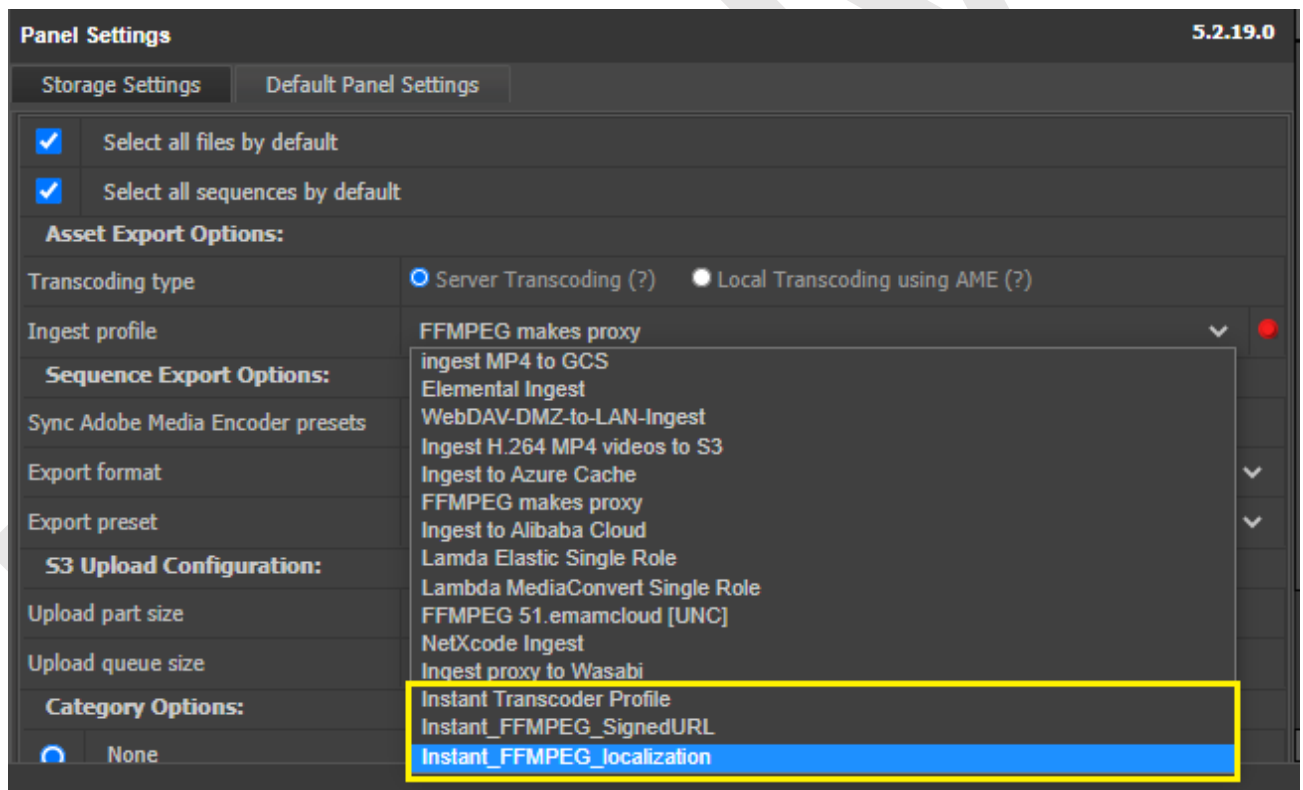 Panel Settings 5.2.19.0
Storage Settings Default Panel Settings
Select all files by default
Select all sequences by default
Asset Export Options:
Transcoding type Server Transcoding (?) Local Transcoding using AME (?)
Ingest profile FFMPEG makes proxy
ingest MP4 to GCS
Sequence Export Options:
Elemental Ingest
WebDAV-DMZ-to-LAN-Ingest
Sync Adobe Media Encoder presets
Ingest H.264 MP4 videos to S3
Export format Ingest to Azure Cache
FFMPEG makes proxy
Export preset Ingest to Alibaba Cloud
S3 Upload Configuration: Lamda Elastic Single Role
Lambda MediaConvert Single Role
Upload part size FFMPEG 51.emamcloud [UNC]
NetXcode Ingest
Upload queue size Ingest proxy to Wasabi
Category Options: Instant Transcoder Profile
Instant_FFMPEG_SignedURL
None Instant_FFMPEG_localization